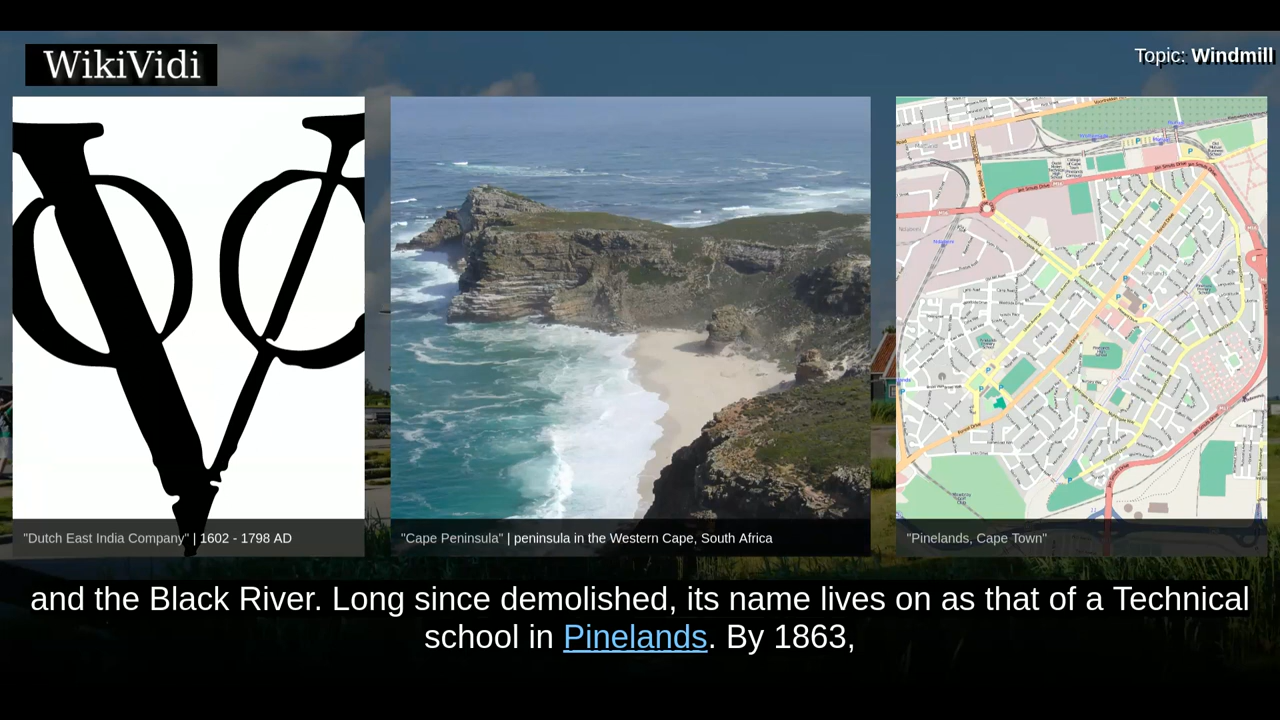 WikiVidi
Topic: Windmill
"Dutch East India Company" | 1602 - 1798 AD
"Cape Peninsula" | peninsula in the Western Cape, South Africa
"Pinelands, Cape Town"
and the Black River. Long since demolished, its name lives on as that of a Technical
school in Pinelands. By 1863,